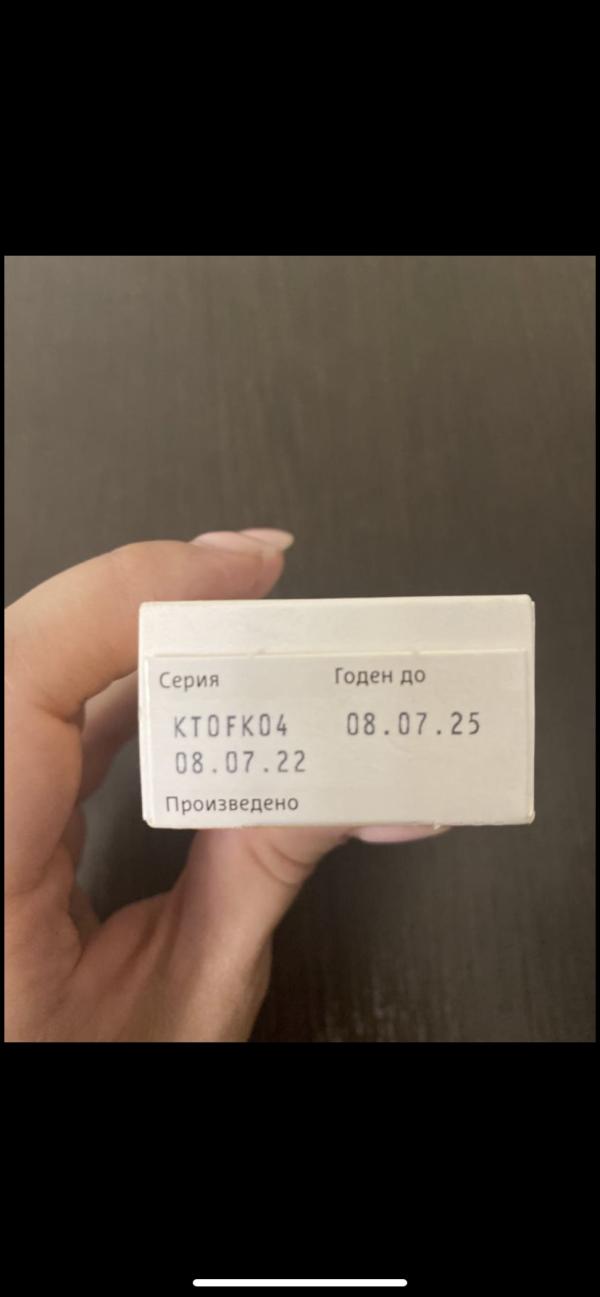 Серия Годен до
KT0FK04 08.07.25
08.07.22
Произведено